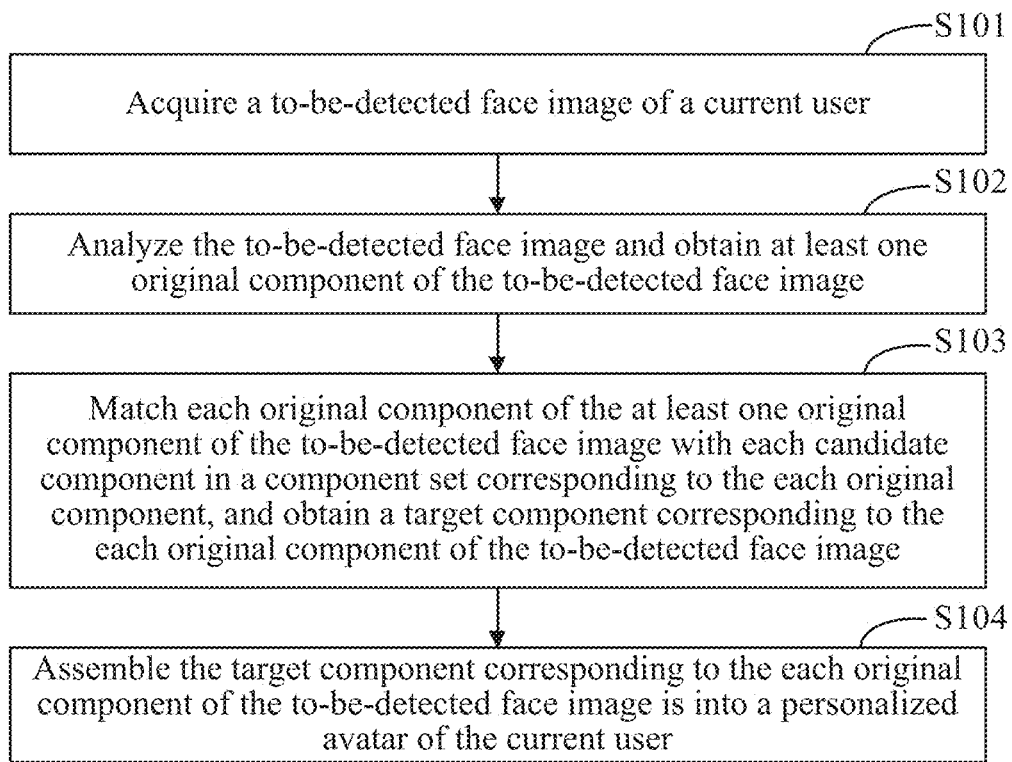 S101
Acquire a to-be-detected face image of a current user
S102
Analyze the to-be-detected face image and obtain at least one
original component of the to-be-detected face image
S103
Match each original component of the at least one original
component of the to-be-detected face image with each candidate
component in a component set corresponding to the each original
component, and obtain a target component corresponding to the
each original component of the to-be-detected face image
S104
Assemble the target component corresponding to the each original
component of the to-be-detected face image is into a personalized
avatar of the current user